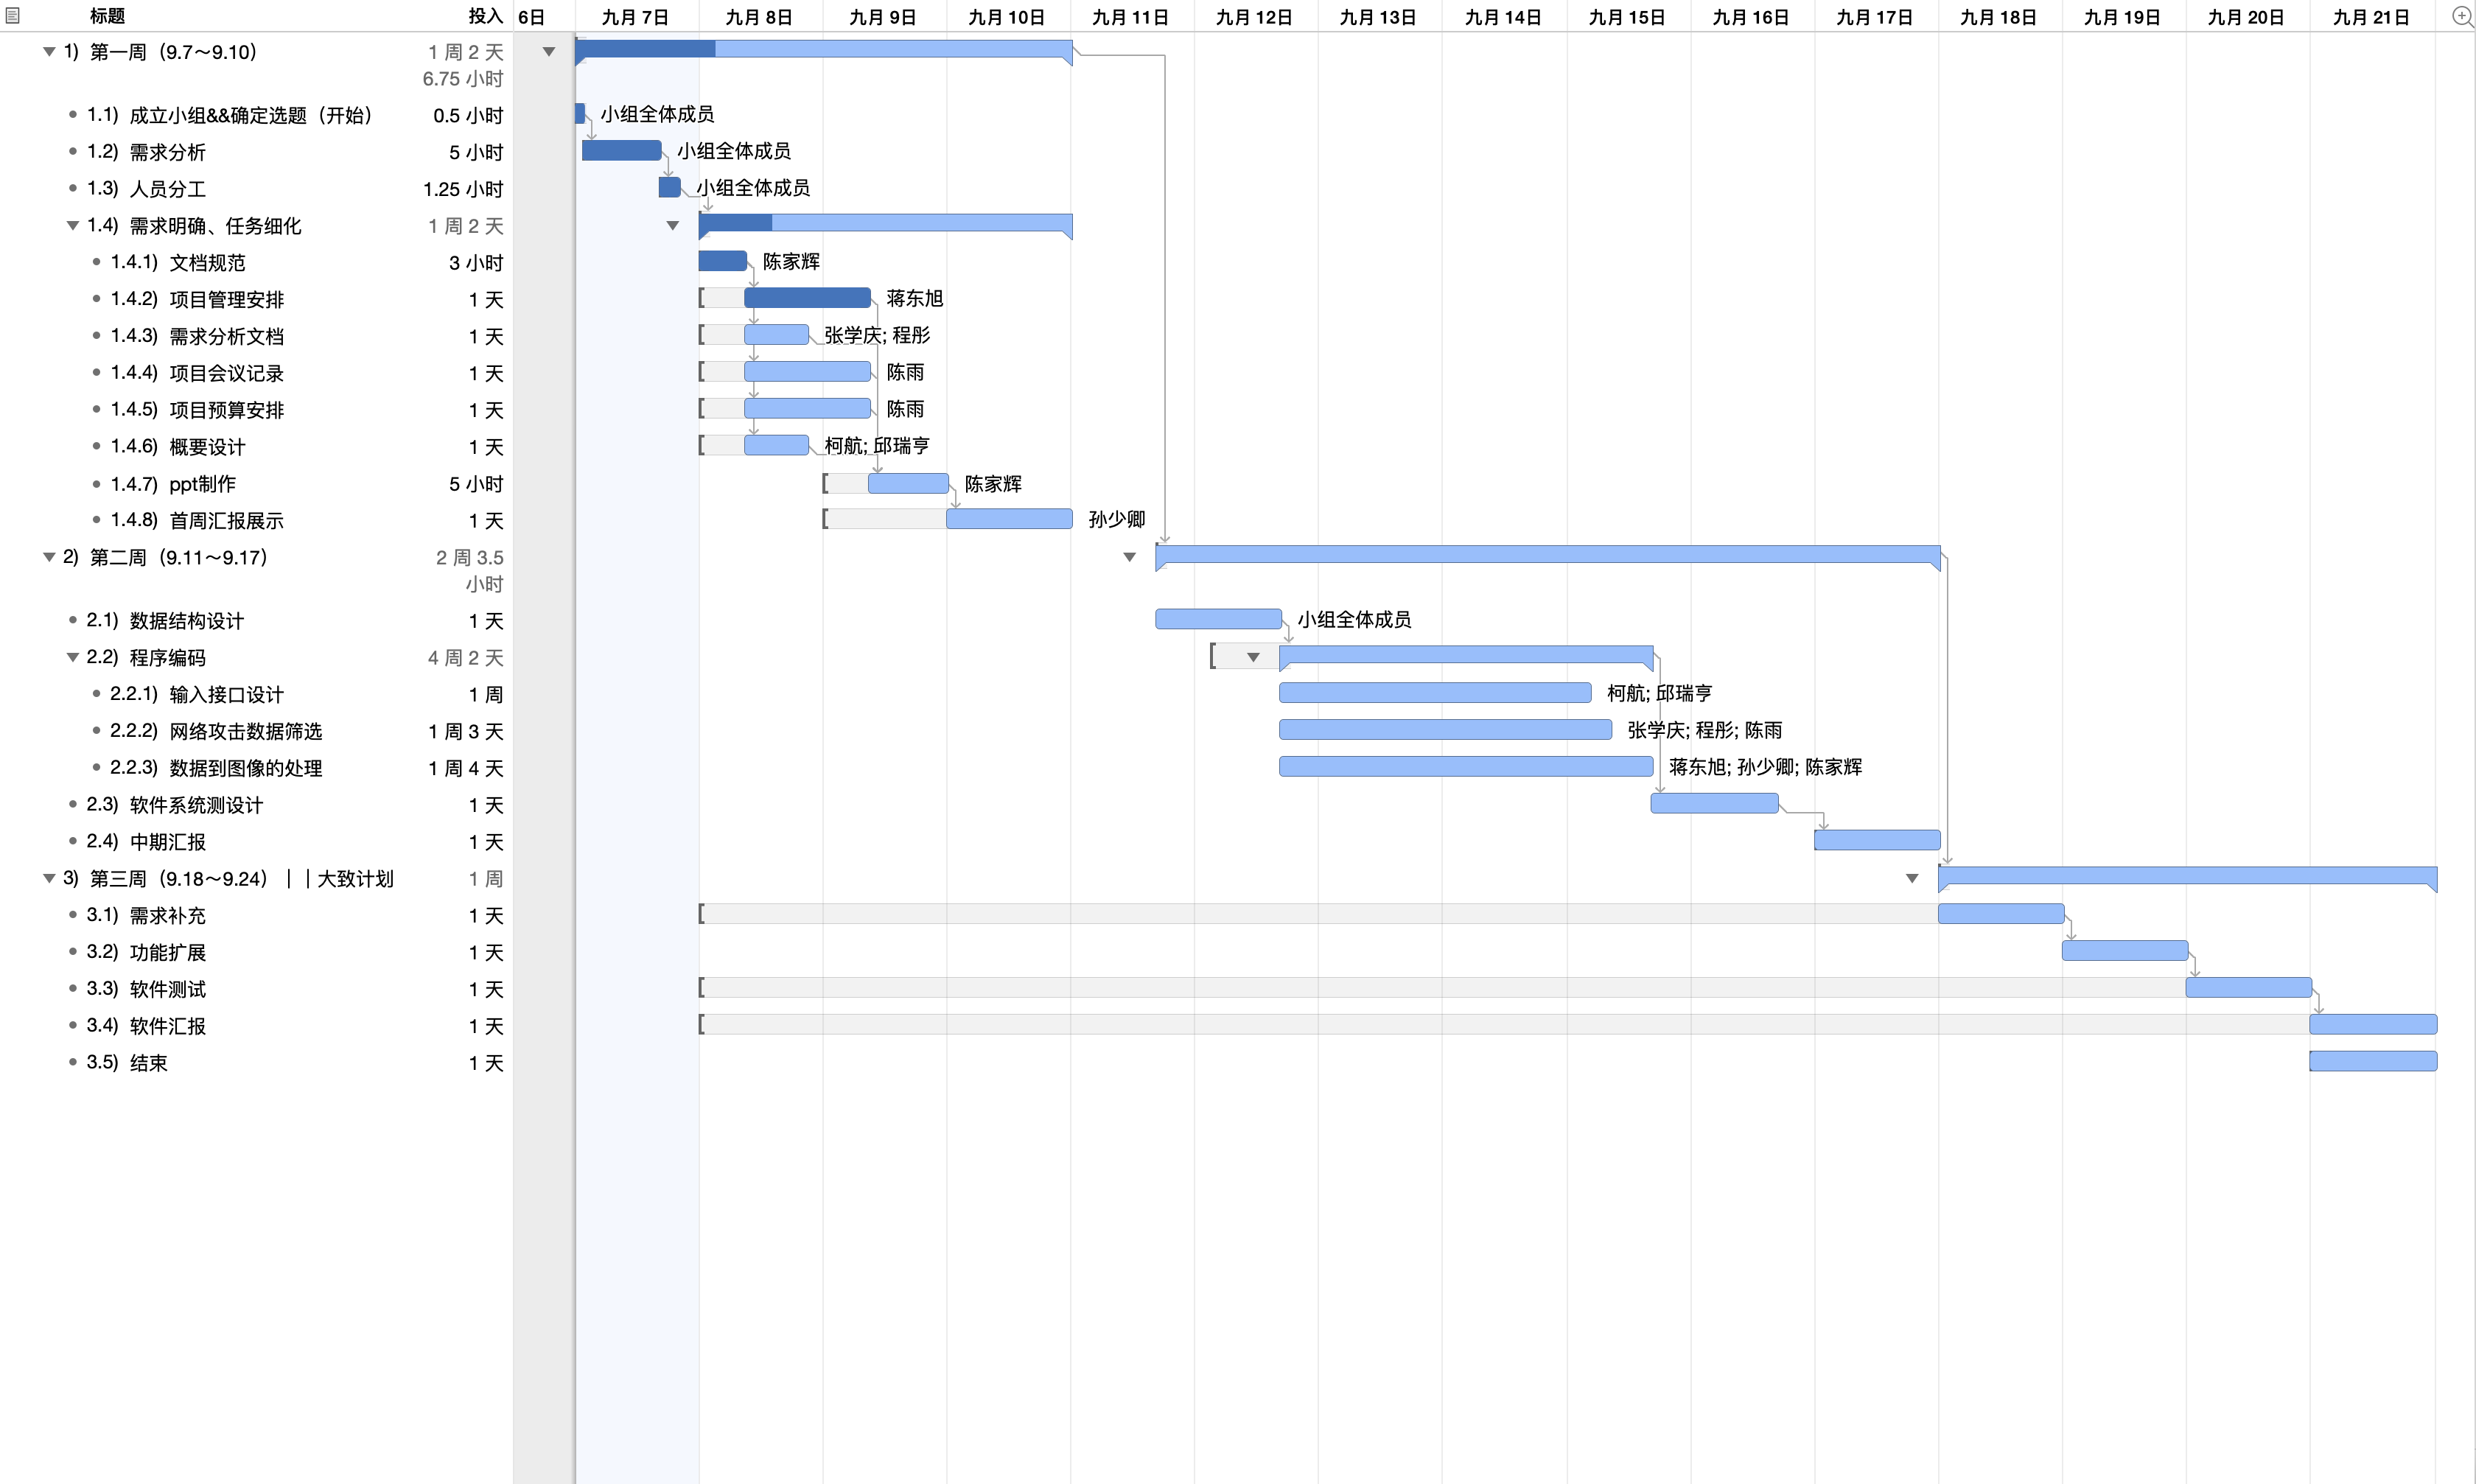 标题 投入 6日 九月 7日 九月 8日 九月 9日 九月 10日 九月 11日 九月 12日 九月 13日 九月 14日 九月 15日 九月 16日 九月 17日 九月 18日 九月 19日 九月 20日 九月 21日
1) 第一周（9.7～9.10） 1 周 2 天
6.75 小时
1.1) 成立小组&&确定选题（开始） 0.5 小时 小组全体成员
1.2) 需求分析 5 小时 小组全体成员
1.3) 人员分工 1.25 小时 小组全体成员
1.4) 需求明确、任务细化 1 周 2 天
1.4.1) 文档规范 3 小时 陈家辉
1.4.2) 项目管理安排 1 天 蒋东旭
1.4.3) 需求分析文档 1 天 张学庆; 程彤
1.4.4) 项目会议记录 1 天 陈雨
1.4.5) 项目预算安排 1 天 陈雨
1.4.6) 概要设计 1 天 柯航; 邱瑞亨
1.4.7) ppt制作 5 小时 陈家辉
1.4.8) 首周汇报展示 1 天 孙少卿
2) 第二周（9.11～9.17） 2 周 3.5
小时
2.1) 数据结构设计 1 天 小组全体成员
2.2) 程序编码 4 周 2 天
2.2.1) 输入接口设计 1 周 柯航; 邱瑞亨
2.2.2) 网络攻击数据筛选 1 周 3 天 张学庆; 程彤; 陈雨
2.2.3) 数据到图像的处理 1 周 4 天 蒋东旭; 孙少卿; 陈家辉
2.3) 软件系统测设计 1 天
2.4) 中期汇报 1 天
3) 第三周（9.18～9.24）｜｜大致计划 1 周
3.1) 需求补充 1 天
3.2) 功能扩展 1 天
3.3) 软件测试 1 天
3.4) 软件汇报 1 天
3.5) 结束 1 天